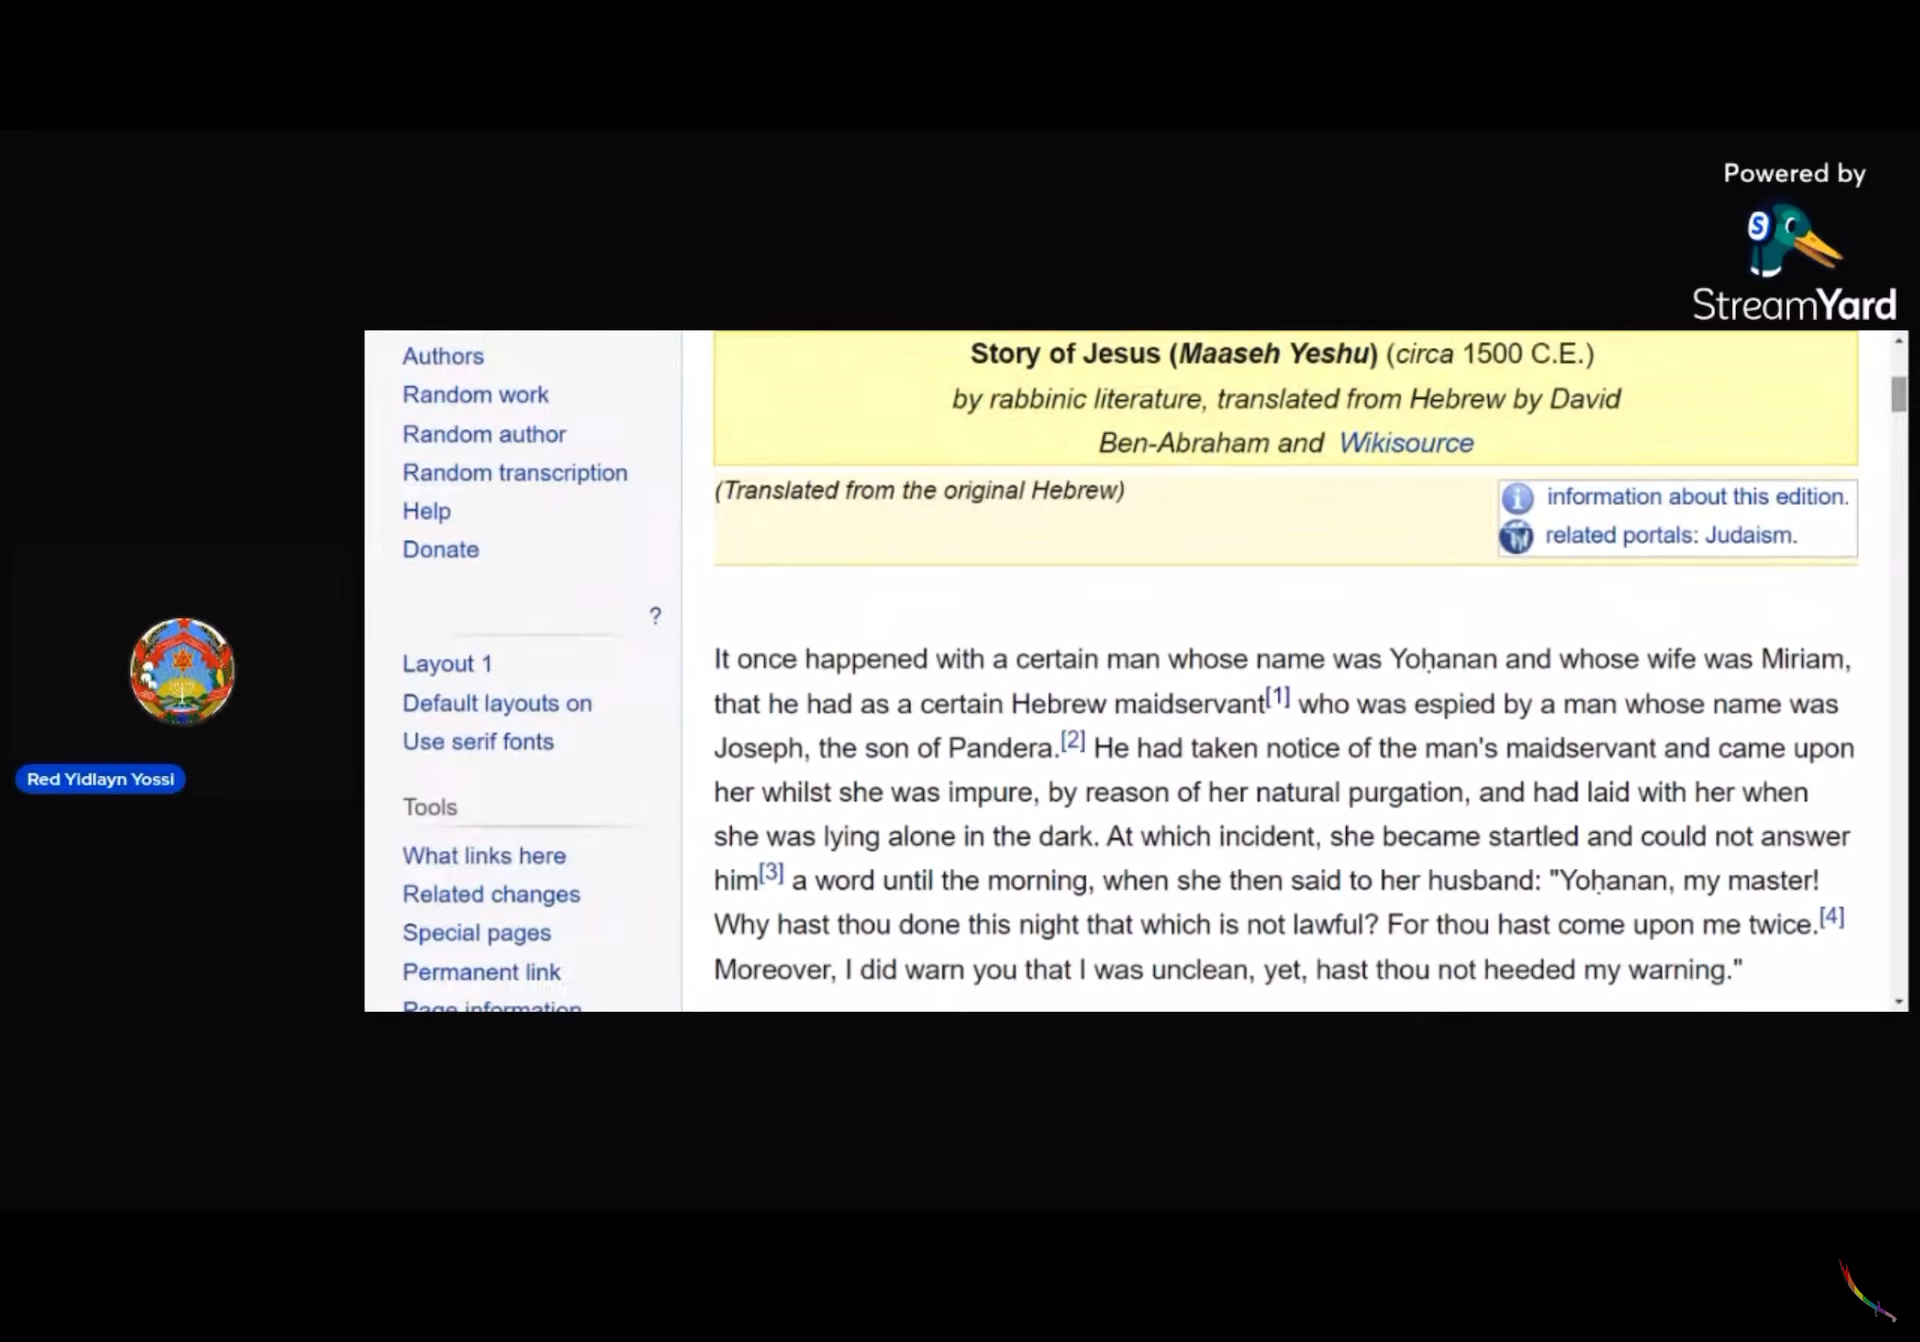 Powered by
StreamYard
Authors
Random work
Random author
Random transcription
Help
Donate
?
Layout 1
Default layouts on
Use serif fonts
Tools
What links here
Related changes
Special pages
Permanent link
Page information
Story of Jesus (Maaseh Yeshu) (circa 1500 C.E.)
by rabbinic literature, translated from Hebrew by David
Ben-Abraham and Wikisource
(Translated from the original Hebrew)
information about this edition.
related portals: Judaism.
It once happened with a certain man whose name was Yoḥanan and whose wife was Miriam,
that he had as a certain Hebrew maidservant[1] who was espied by a man whose name was
Joseph, the son of Pandera.[2] He had taken notice of the man's maidservant and came upon
her whilst she was impure, by reason of her natural purgation, and had laid with her when
she was lying alone in the dark. At which incident, she became startled and could not answer
him[3] a word until the morning, when she then said to her husband: "Yoḥanan, my master!
Why hast thou done this night that which is not lawful? For thou hast come upon me twice.[4]
Moreover, I did warn you that I was unclean, yet, hast thou not heeded my warning."
Red Yidlayn Yossi